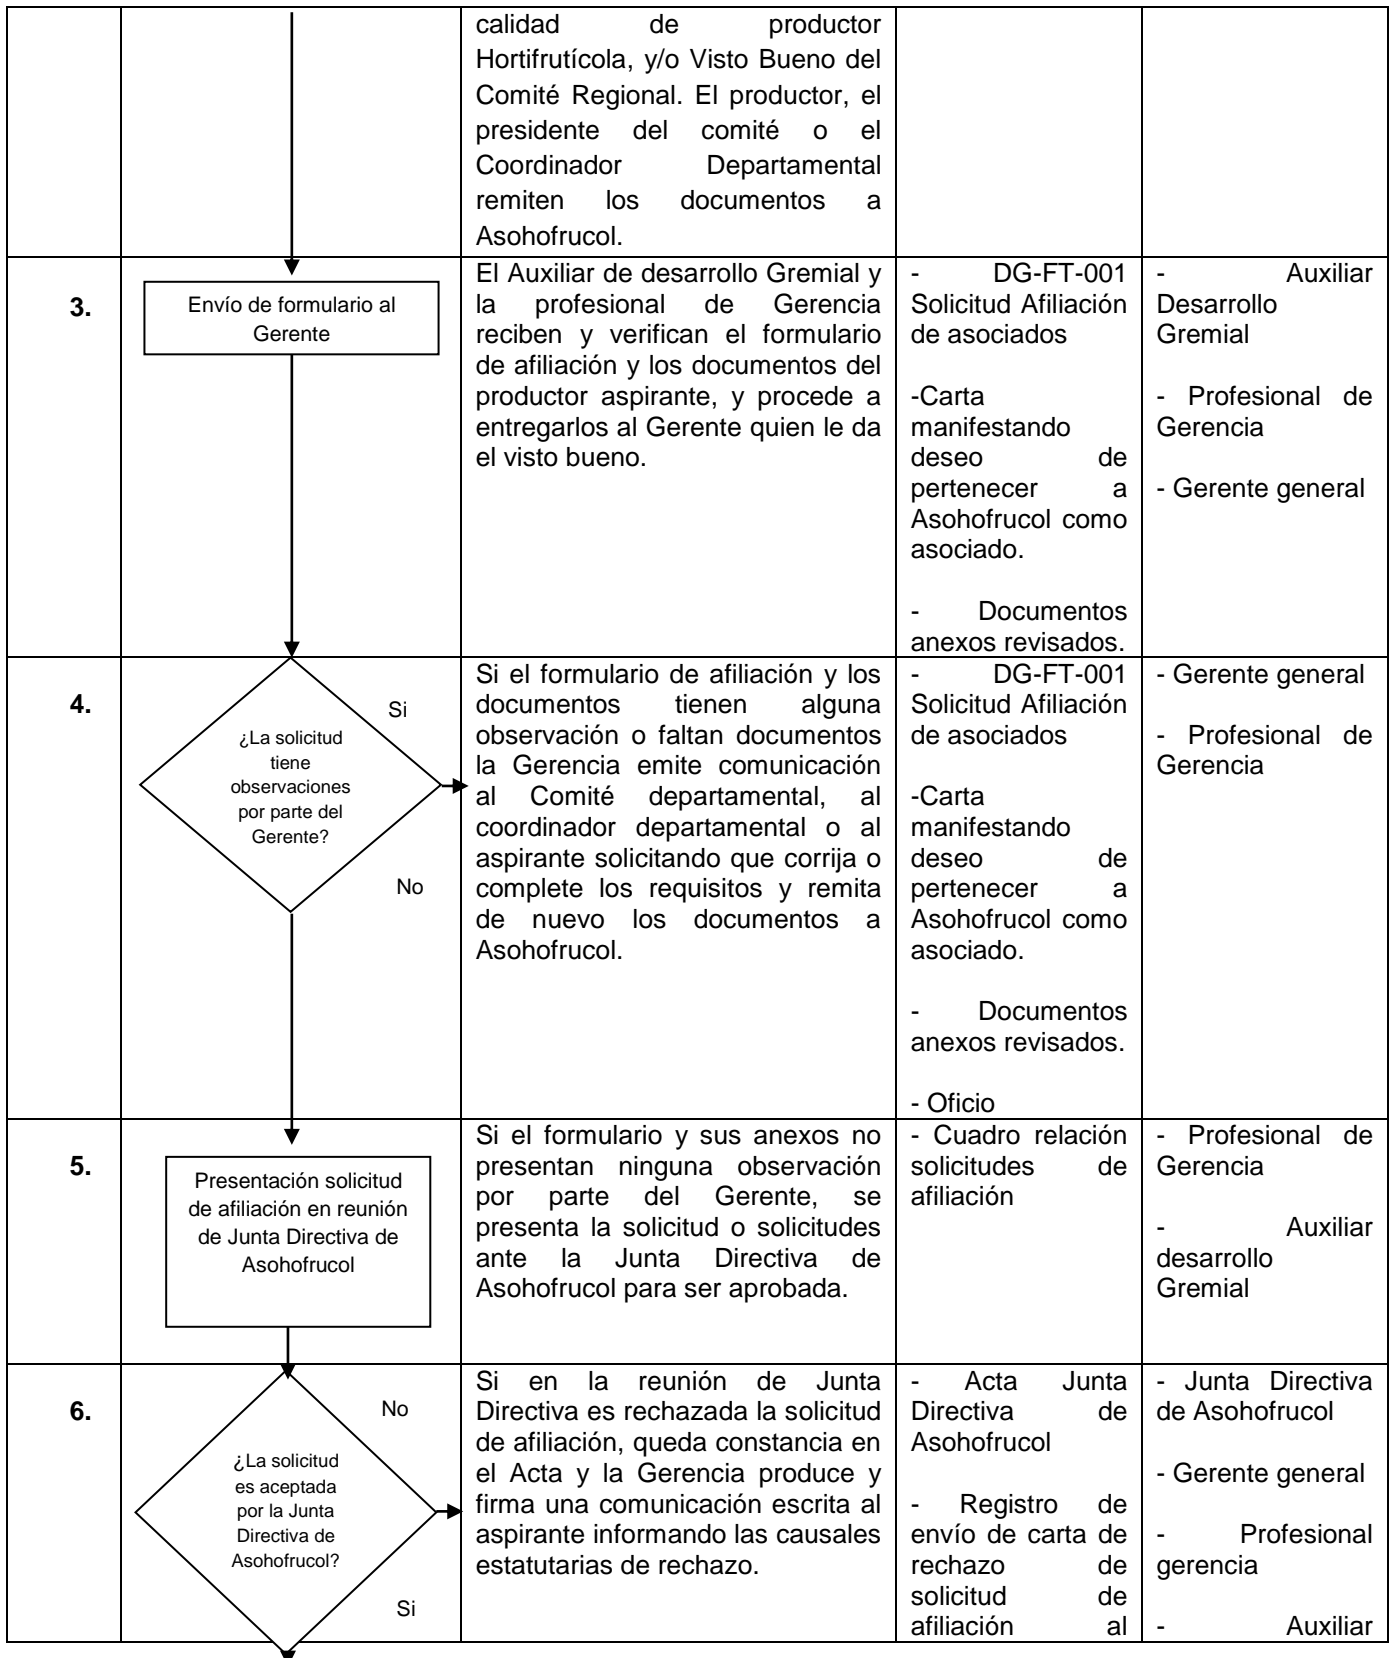 calidad de productor
Hortifrutícola, y/o Visto Bueno del
Comité Regional. El productor, el
presidente del comité o el
Coordinador Departamental
remiten los documentos a
Asohofrucol.
3.
Envío de formulario al
Gerente
El Auxiliar de desarrollo Gremial y
la profesional de Gerencia
reciben y verifican el formulario
de afiliación y los documentos del
productor aspirante, y procede a
entregarlos al Gerente quien le da
el visto bueno.
- DG-FT-001
Solicitud Afiliación
de asociados
-Carta
manifestando
deseo de
pertenecer a
Asohofrucol como
asociado.
- Documentos
anexos revisados.
- Auxiliar
Desarrollo
Gremial
- Profesional de
Gerencia
- Gerente general
4.
Si
¿La solicitud
tiene
observaciones
por parte del
Gerente?
No
Si el formulario de afiliación y los
documentos tienen alguna
observación o faltan documentos
la Gerencia emite comunicación
al Comité departamental, al
coordinador departamental o al
aspirante solicitando que corrija o
complete los requisitos y remita
de nuevo los documentos a
Asohofrucol.
- DG-FT-001
Solicitud Afiliación
de asociados
-Carta
manifestando
deseo de
pertenecer a
Asohofrucol como
asociado.
- Documentos
anexos revisados.
- Oficio
- Gerente general
- Profesional de
Gerencia
5.
Presentación solicitud
de afiliación en reunión
de Junta Directiva de
Asohofrucol
Si el formulario y sus anexos no
presentan ninguna observación
por parte del Gerente, se
presenta la solicitud o solicitudes
ante la Junta Directiva de
Asohofrucol para ser aprobada.
- Cuadro relación
solicitudes de
afiliación
- Profesional de
Gerencia
- Auxiliar
desarrollo
Gremial
6.
No
¿La solicitud
es aceptada
por la Junta
Directiva de
Asohofrucol?
Si
Si en la reunión de Junta
Directiva es rechazada la solicitud
de afiliación, queda constancia en
el Acta y la Gerencia produce y
firma una comunicación escrita al
aspirante informando las causales
estatutarias de rechazo.
- Acta Junta
Directiva de
Asohofrucol
- Registro de
envío de carta de
rechazo de
solicitud de
afiliación al
- Junta Directiva
de Asohofrucol
- Gerente general
- Profesional
gerencia
- Auxiliar